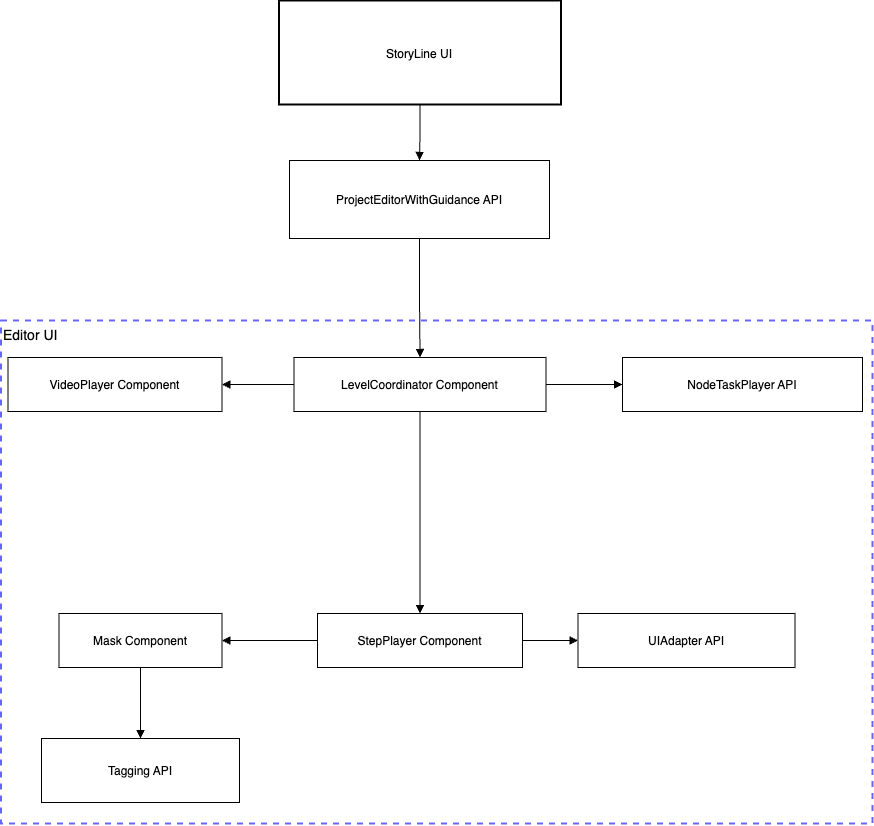 StoryLine UI
ProjectEditorWithGuidance API
Editor UI
VideoPlayer Component
LevelCoordinator Component
NodeTaskPlayer API
Mask Component
StepPlayer Component
UIAdapter API
Tagging API